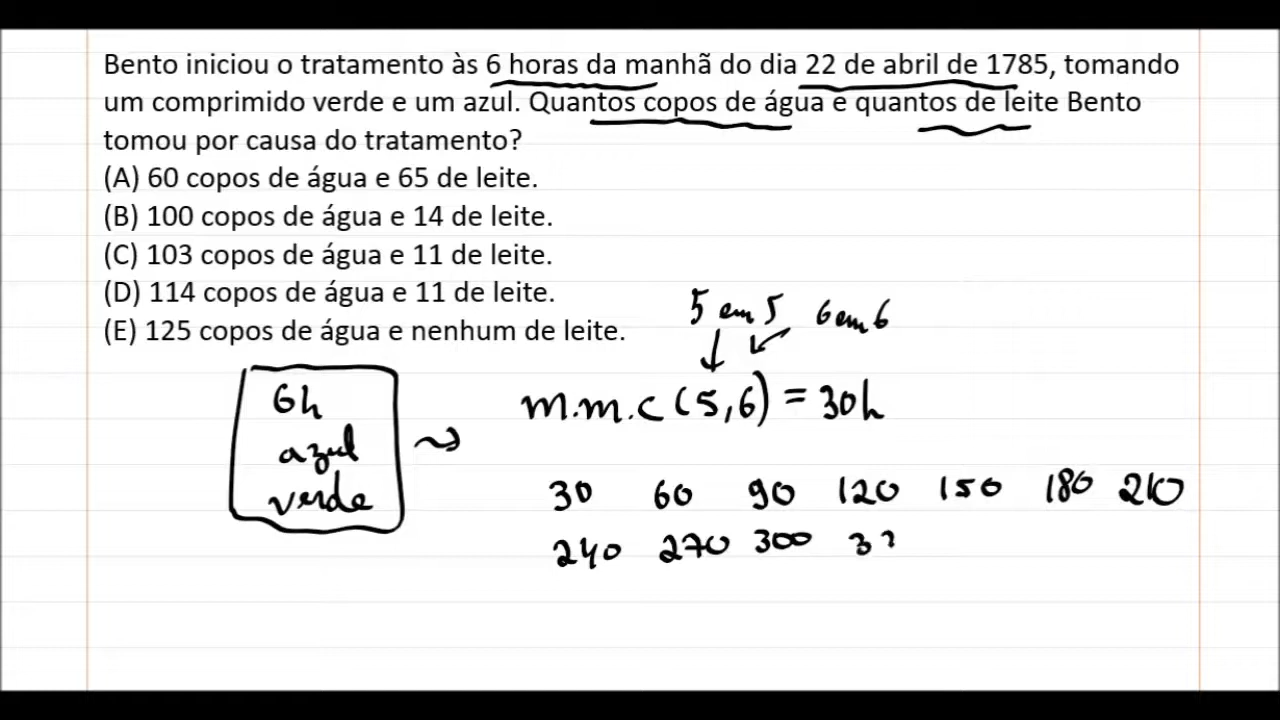 Bento iniciou o tratamento às 6 horas da manhã do dia 22 de abril de 1785, tomando
um comprimido verde e um azul. Quantos copos de água e quantos de leite Bento
tomou por causa do tratamento?
(A) 60 copos de água e 65 de leite.
(B) 100 copos de água e 14 de leite.
(C) 103 copos de água e 11 de leite.
(D) 114 copos de água e 11 de leite.
(E) 125 copos de água e nenhum de leite.
5 em 5 6 em 6
6h
azul
verde
m.m.c (5,6) = 30h
30 60 90 120 150 180 210
240 270 300